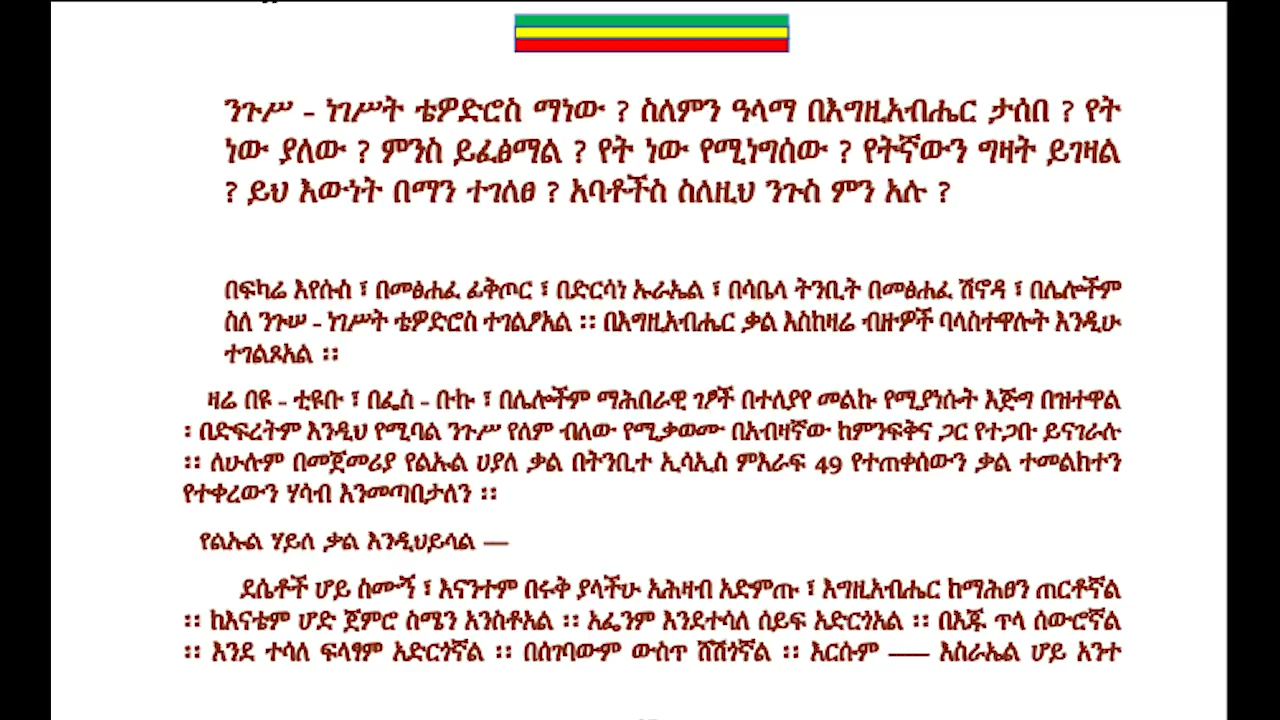 ንጉሥ - ነገሥት ቴዎድሮስ ማነው ? ስለምን ዓላማ በእግዚአብሔር ታሰበ ? የት
ነው ያለው ? ምንስ ይፈፅማል ? የት ነው የሚነግሰው ? የትኛውን ግዛት ይገዛል
? ይህ እውነት በማን ተገለፀ ? አባቶችስ ስለዚህ ንጉስ ምን አሉ ?
በፍካሬ እየሱስ ፣ በመፅሐፈ ፊቅጦር ፣ በድርሳነ ኡራኤል ፣ በሳቤላ ትንቢት በመፅሐፈ ሸኖዳ ፣ በሌሎችም
ስለ ንጉሠ - ነገሥት ቴዎድሮስ ተገልፆአል ፡፡ በእግዚአብሔር ቃል እስከዛሬ ብዙዎች ባላስተዋሉት እንዲሁ
ተገልጾአል ፡፡
ዛሬ በዩ - ቲዩቡ ፣ በፌስ - ቡኩ ፣ በሌሎችም ማሕበራዊ ገፆች በተለያየ መልኩ የሚያነሱት እጅግ በዝተዋል
፡ በድፍረትም እንዲህ የሚባል ንጉሥ የለም ብለው የሚቃወሙ በአብዛኛው ከምንፍቅና ጋር የተጋቡ ይናገራሉ
፡፡ ለሁሉም በመጀመሪያ የልኡል ሀያለ ቃል በትንቢተ ኢሳኢስ ምእራፍ 49 የተጠቀሰውን ቃል ተመልክተን
የተቀረውን ሃሳብ እንመጣበታለን ፡፡
የልኡል ሃይለ ቃል እንዲህይሳል —
ደሴቶች ሆይ ስሙኝ ፣ እናንተም በሩቅ ያላችሁ አሕዛብ አድምጡ ፣ እግዚአብሔር ከማሕፀን ጠርቶኛል
፡፡ ከእናቴም ሆድ ጀምሮ ስሜን አንስቶአል ፡፡ አፌንም እንደተሳለ ሰይፍ አድርጎአል ፡፡ በእጁ ጥላ ሰውሮኛል
፡፡ እንደ ተሳለ ፍላፃም አድርጎኛል ፡፡ በሰገባውም ውስጥ ሸሽጎኛል ፡፡ እርሱም —— እስራኤል ሆይ አንተ